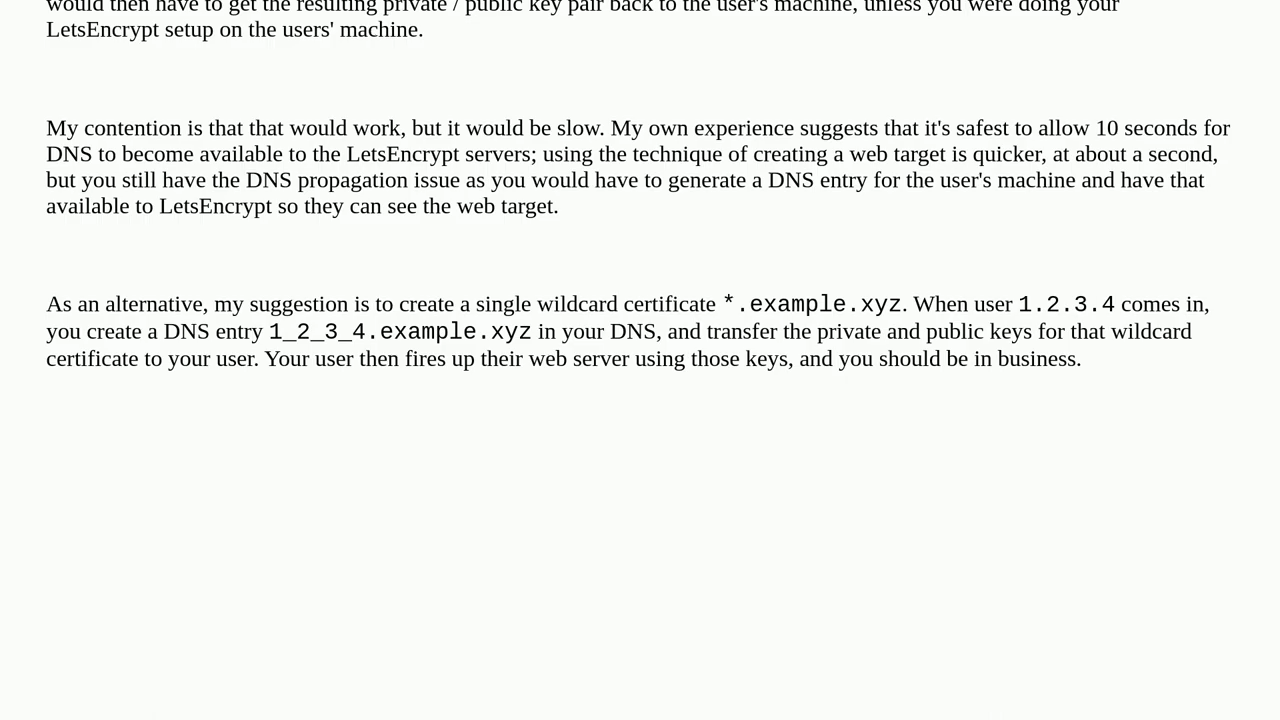 would then have to get the resulting private / public key pair back to the user's machine, unless you were doing your
LetsEncrypt setup on the users' machine.
My contention is that that would work, but it would be slow. My own experience suggests that it's safest to allow 10 seconds for
DNS to become available to the LetsEncrypt servers; using the technique of creating a web target is quicker, at about a second,
but you still have the DNS propagation issue as you would have to generate a DNS entry for the user's machine and have that
available to LetsEncrypt so they can see the web target.
As an alternative, my suggestion is to create a single wildcard certificate *.example.xyz. When user 1.2.3.4 comes in,
you create a DNS entry 1_2_3_4.example.xyz in your DNS, and transfer the private and public keys for that wildcard
certificate to your user. Your user then fires up their web server using those keys, and you should be in business.